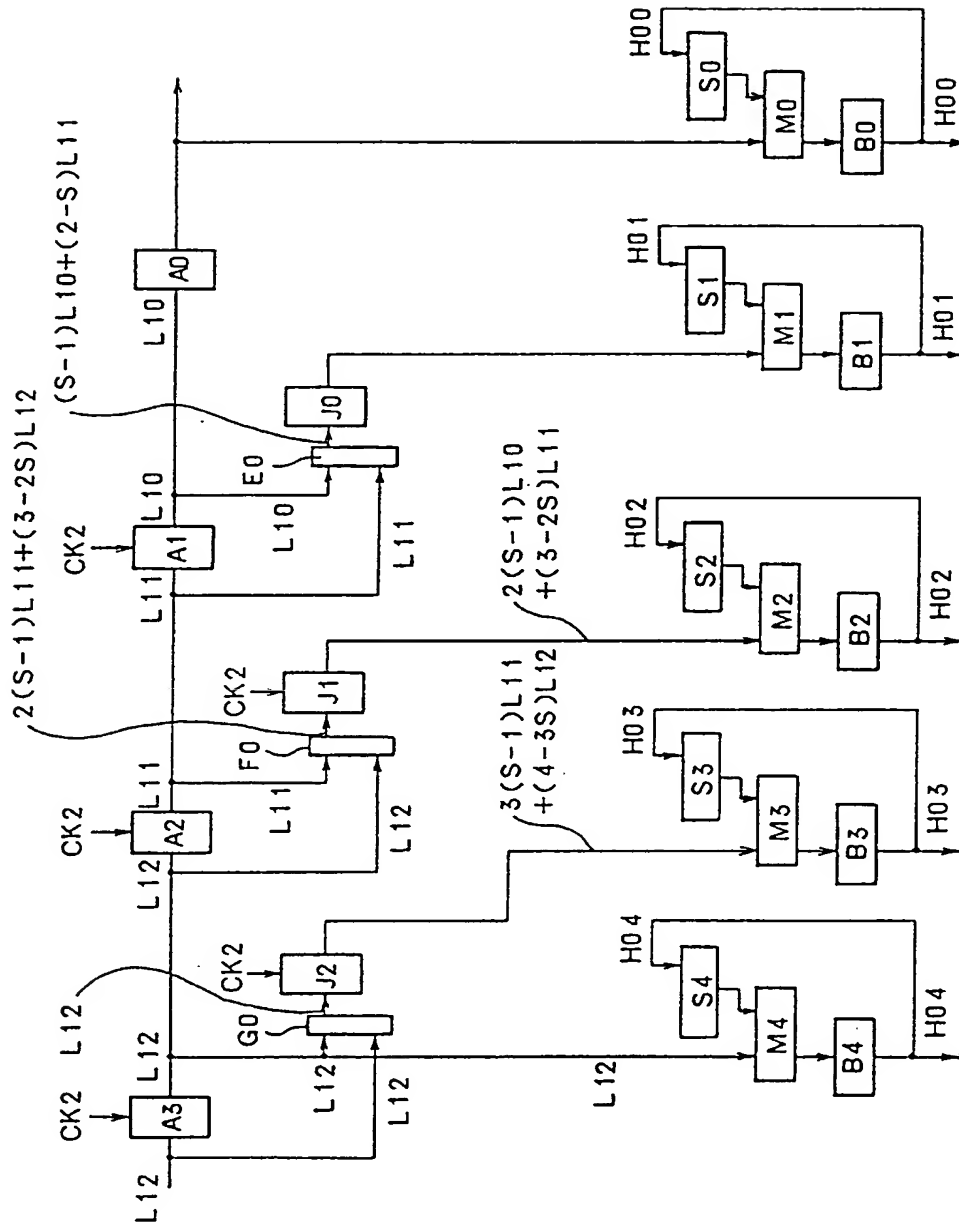 2(S-1)L11+(3-2S)L12
(S-1)L10+(2-S)L11
L12
CK2
CK2
CK2
L12
A3
L12
L12
A2
L11
L11
A1
L10
L10
A0
CK2
CK2
G0
J2
F0
J1
E0
J0
L12
L12
L11
L12
L10
L11
3(S-1)L11
+(4-3S)L12
2(S-1)L10
+(3-2S)L11
L12
H04
S4
M4
B4
H04
H03
S3
M3
B3
H03
H02
S2
M2
B2
H02
H01
S1
M1
B1
H01
H00
S0
M0
B0
H00